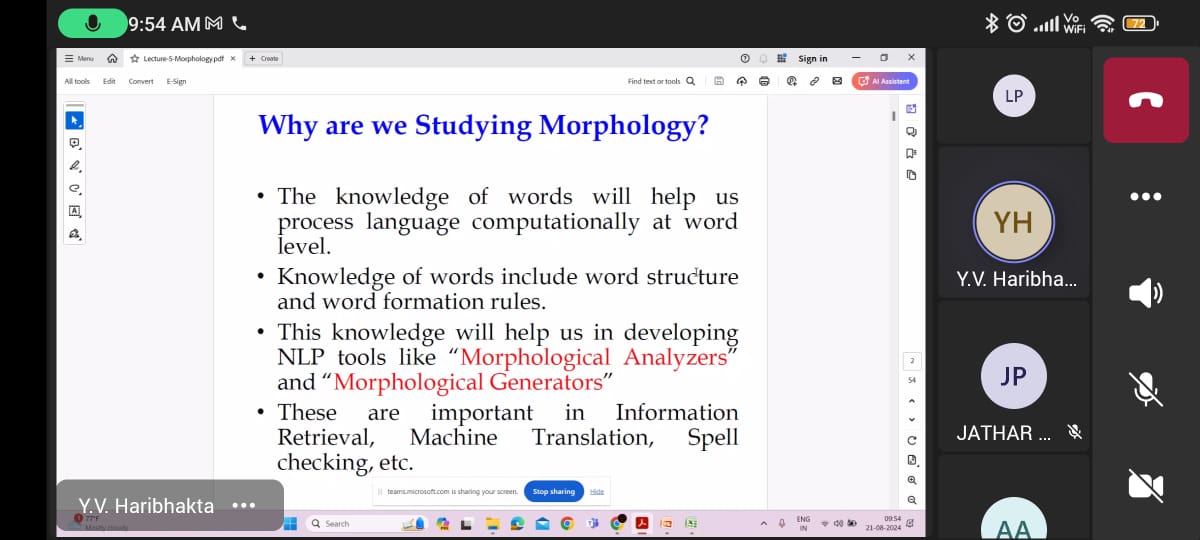 9:54 AM
Vo
WiFi
72
Menu
Lecture-5-Morphology.pdf
+ Create
Sign in
All tools
Edit
Convert
E-Sign
Find text or tools
AI Assistant
Why are we Studying Morphology?
• The knowledge of words will help us
process language computationally at word
level.
• Knowledge of words include word structure
and word formation rules.
• This knowledge will help us in developing
NLP tools like “Morphological Analyzers”
and “Morphological Generators”
• These are important in Information
Retrieval, Machine Translation, Spell
checking, etc.
2
54
teams.microsoft.com is sharing your screen.
Stop sharing
Hide
Y.V. Haribhakta
77°F
Mostly cloudy
Search
ENG
IN
09:54
21-08-2024
LP
YH
Y.V. Haribha...
JP
JATHAR ...
AA